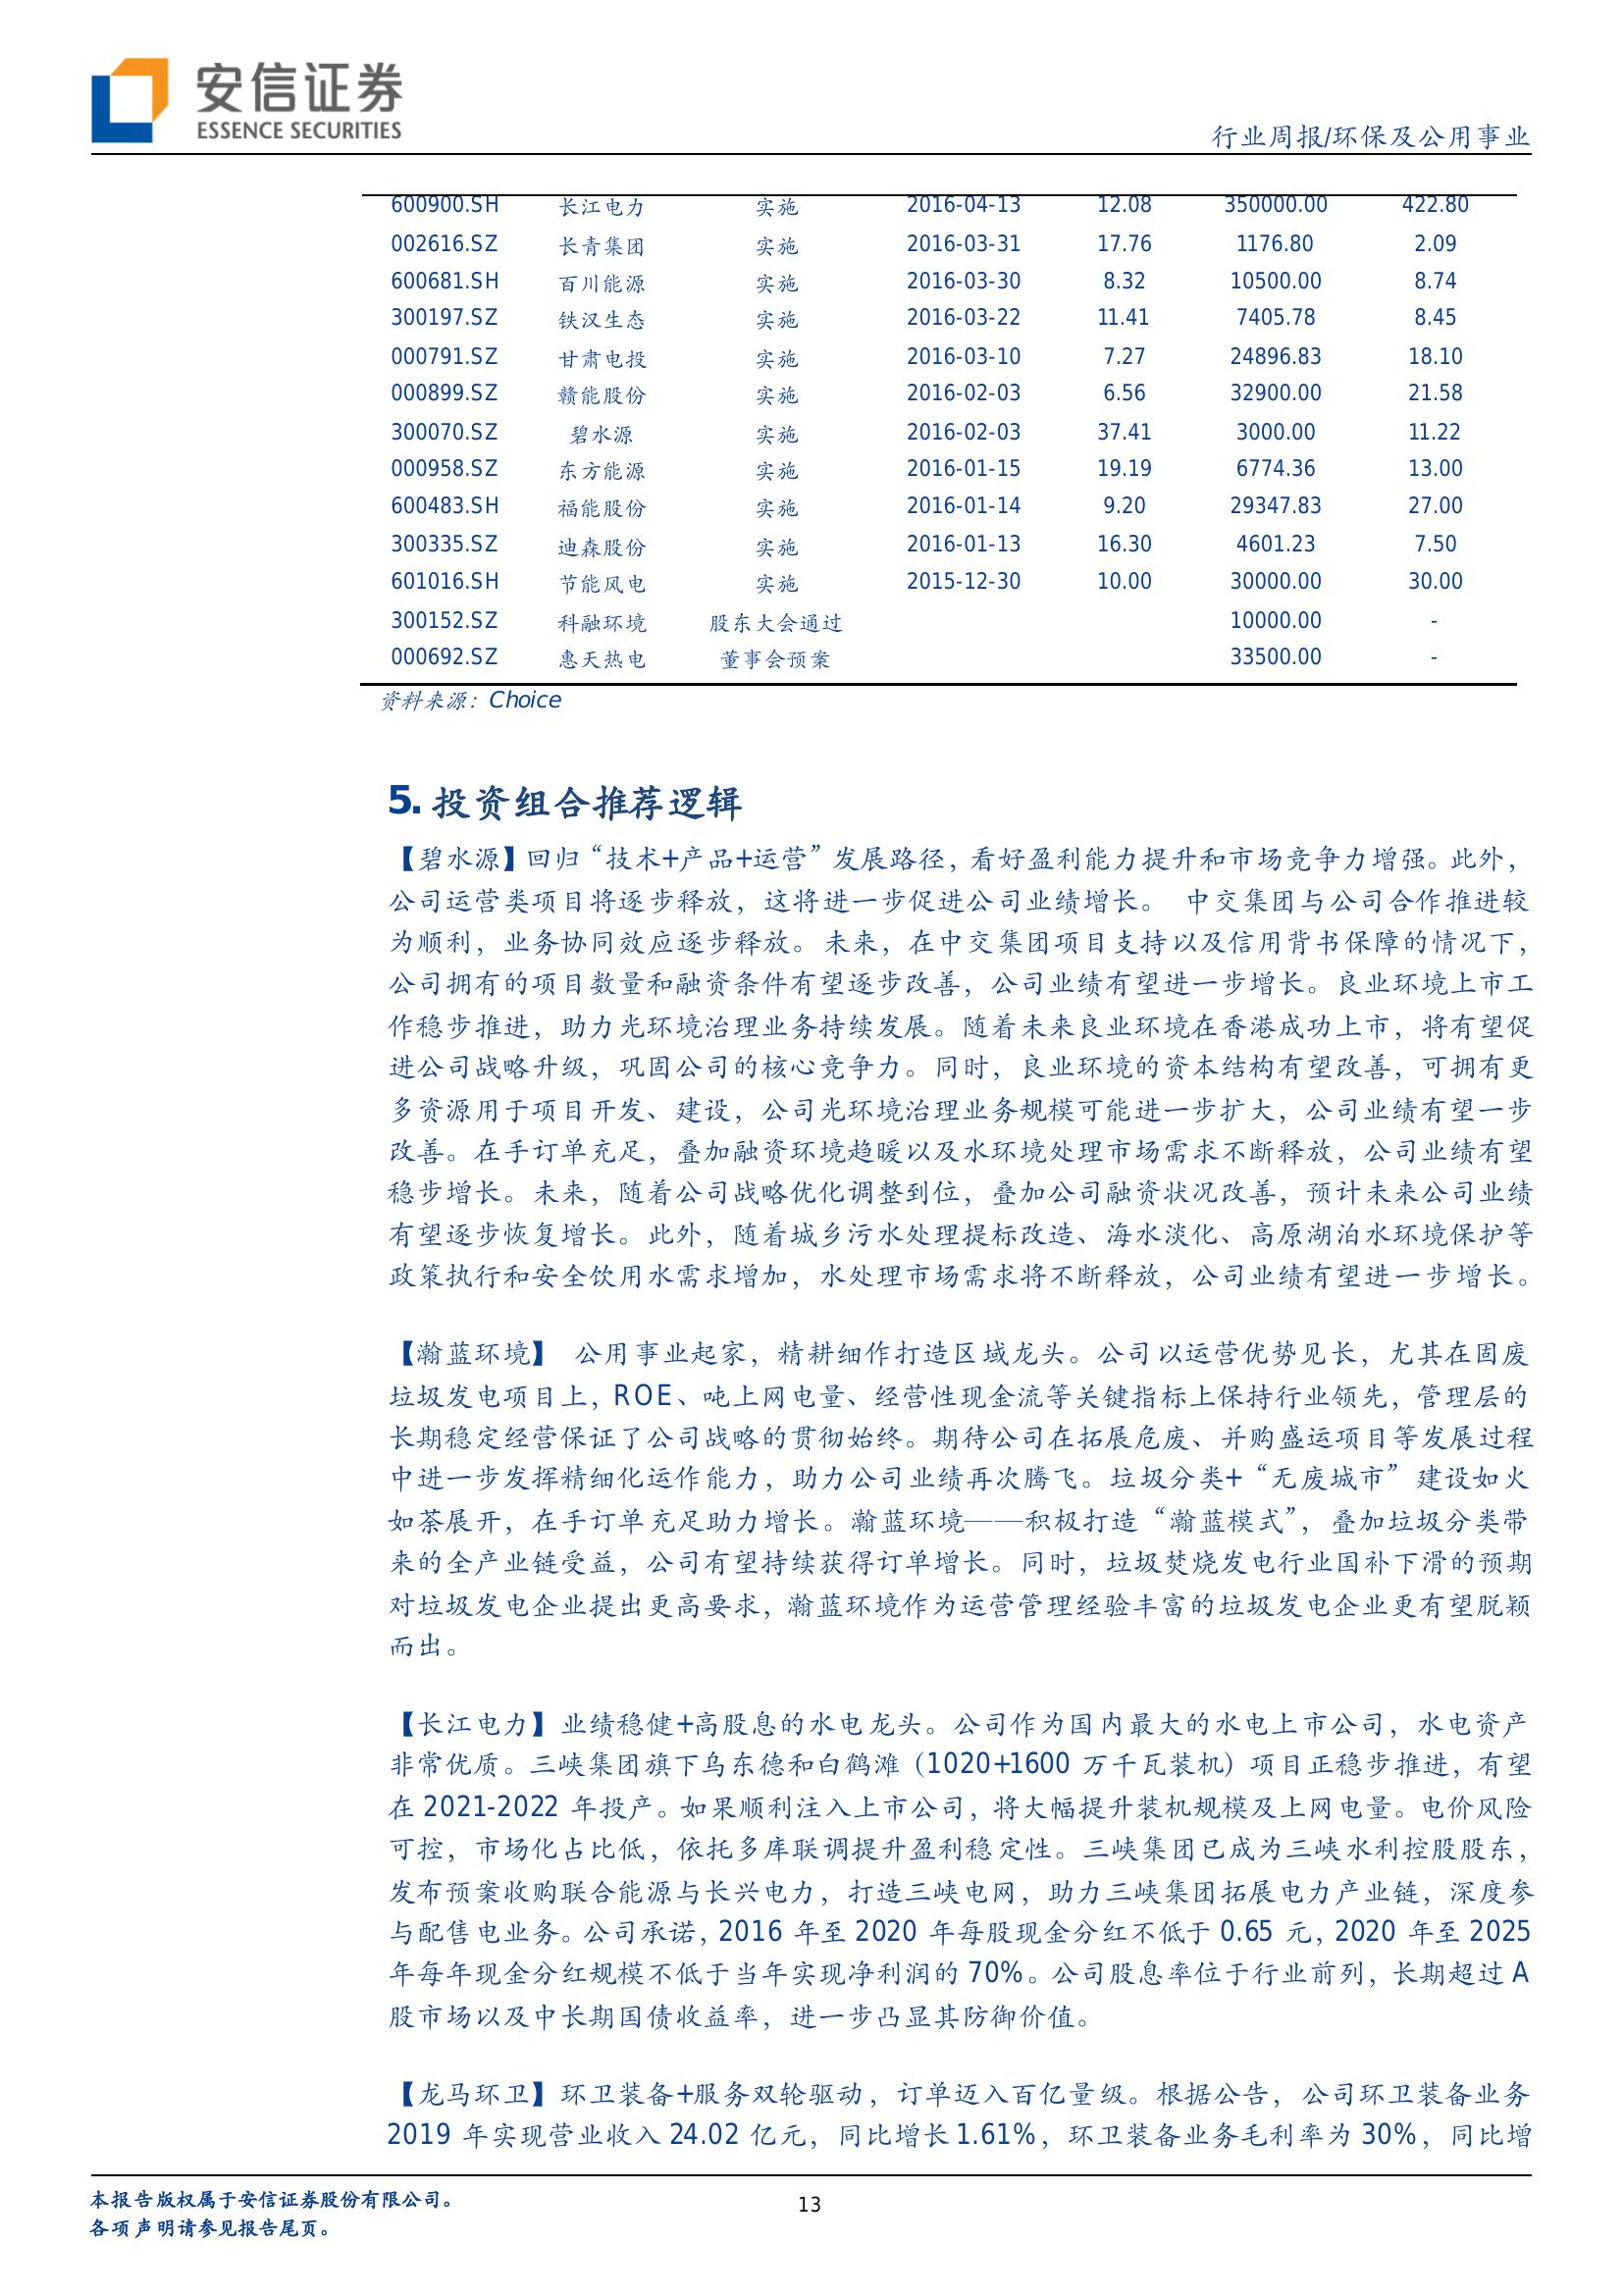 安信证券
ESSENCE SECURITIES
行业周报/环保及公用事业
600900.SH 长江电力 实施 2016-04-13 12.08 350000.00 422.80
002616.SZ 长青集团 实施 2016-03-31 17.76 1176.80 2.09
600681.SH 百川能源 实施 2016-03-30 8.32 10500.00 8.74
300197.SZ 铁汉生态 实施 2016-03-22 11.41 7405.78 8.45
000791.SZ 甘肃电投 实施 2016-03-10 7.27 24896.83 18.10
000899.SZ 赣能股份 实施 2016-02-03 6.56 32900.00 21.58
300070.SZ 碧水源 实施 2016-02-03 37.41 3000.00 11.22
000958.SZ 东方能源 实施 2016-01-15 19.19 6774.36 13.00
600483.SH 福能股份 实施 2016-01-14 9.20 29347.83 27.00
300335.SZ 迪森股份 实施 2016-01-13 16.30 4601.23 7.50
601016.SH 节能风电 实施 2015-12-30 10.00 30000.00 30.00
300152.SZ 科融环境 股东大会通过 10000.00 -
000692.SZ 惠天热电 董事会预案 33500.00 -
资料来源：Choice
5. 投资组合推荐逻辑
【碧水源】回归“技术+产品+运营”发展路径，看好盈利能力提升和市场竞争力增强。此外，
公司运营类项目将逐步释放，这将进一步促进公司业绩增长。 中交集团与公司合作推进较
为顺利，业务协同效应逐步释放。未来，在中交集团项目支持以及信用背书保障的情况下，
公司拥有的项目数量和融资条件有望逐步改善，公司业绩有望进一步增长。良业环境上市工
作稳步推进，助力光环境治理业务持续发展。随着未来良业环境在香港成功上市，将有望促
进公司战略升级，巩固公司的核心竞争力。同时，良业环境的资本结构有望改善，可拥有更
多资源用于项目开发、建设，公司光环境治理业务规模可能进一步扩大，公司业绩有望一步
改善。在手订单充足，叠加融资环境趋暖以及水环境处理市场需求不断释放，公司业绩有望
稳步增长。未来，随着公司战略优化调整到位，叠加公司融资状况改善，预计未来公司业绩
有望逐步恢复增长。此外，随着城乡污水处理提标改造、海水淡化、高原湖泊水环境保护等
政策执行和安全饮用水需求增加，水处理市场需求将不断释放，公司业绩有望进一步增长。
【瀚蓝环境】 公用事业起家，精耕细作打造区域龙头。公司以运营优势见长，尤其在固废
垃圾发电项目上，ROE、吨上网电量、经营性现金流等关键指标上保持行业领先，管理层的
长期稳定经营保证了公司战略的贯彻始终。期待公司在拓展危废、并购盛运项目等发展过程
中进一步发挥精细化运作能力，助力公司业绩再次腾飞。垃圾分类+“无废城市”建设如火
如荼展开，在手订单充足助力增长。瀚蓝环境——积极打造“瀚蓝模式”，叠加垃圾分类带
来的全产业链受益，公司有望持续获得订单增长。同时，垃圾焚烧发电行业国补下滑的预期
对垃圾发电企业提出更高要求，瀚蓝环境作为运营管理经验丰富的垃圾发电企业更有望脱颖
而出。
【长江电力】业绩稳健+高股息的水电龙头。公司作为国内最大的水电上市公司，水电资产
非常优质。三峡集团旗下乌东德和白鹤滩（1020+1600 万千瓦装机）项目正稳步推进，有望
在 2021-2022 年投产。如果顺利注入上市公司，将大幅提升装机规模及上网电量。电价风险
可控，市场化占比低，依托多库联调提升盈利稳定性。三峡集团已成为三峡水利控股股东，
发布预案收购联合能源与长兴电力，打造三峡电网，助力三峡集团拓展电力产业链，深度参
与配售电业务。公司承诺，2016 年至 2020 年每股现金分红不低于 0.65 元，2020 年至 2025
年每年现金分红规模不低于当年实现净利润的 70%。公司股息率位于行业前列，长期超过 A
股市场以及中长期国债收益率，进一步凸显其防御价值。
【龙马环卫】环卫装备+服务双轮驱动，订单迈入百亿量级。根据公告，公司环卫装备业务
2019 年实现营业收入 24.02 亿元，同比增长 1.61%，环卫装备业务毛利率为 30%，同比增
本报告版权属于安信证券股份有限公司。
13
各项声明请参见报告尾页。